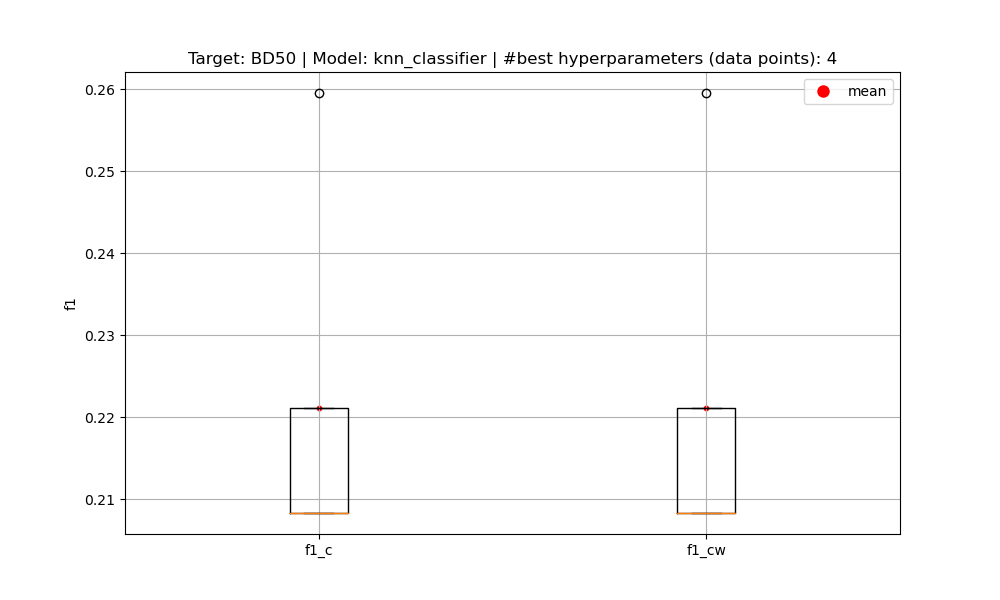 Target: BD50 | Model: knn_classifier | #best hyperparameters (data points): 4
mean
0.26
0.25
0.24
0.23
0.22
0.21
f1
f1_c
f1_cw